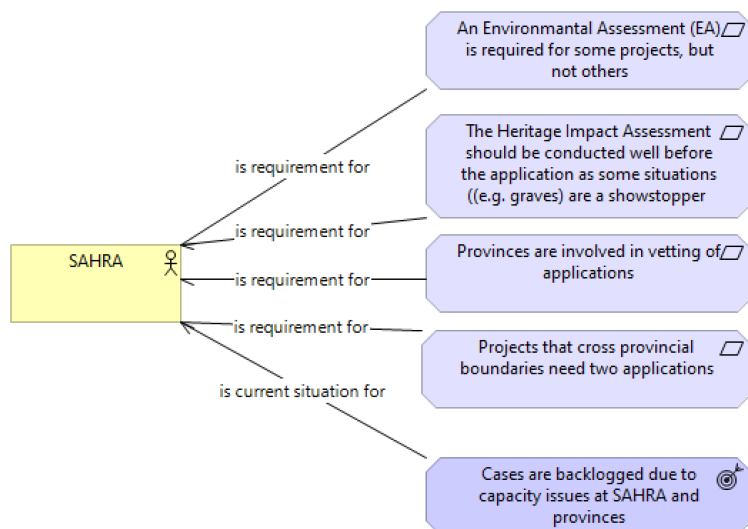 An Environmantal Assessment (EA)
is required for some projects, but
not others
The Heritage Impact Assessment
should be conducted well before
the application as some situations
((e.g. graves) are a showstopper
is requirement for
is requirement for
SAHRA
Provinces are involved in vetting of
applications
is requirement for
is requirement for
Projects that cross provincial
boundaries need two applications
is current situation for
Cases are backlogged due to
capacity issues at SAHRA and
provinces